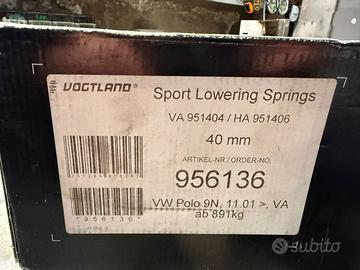 VOGTLAND®
Sport Lowering Springs
VA 951404 / HA 951406
40 mm
ARTIKEL-NR / ORDER-NO.
956136
*956136*
VW Polo 9N, 11.01 >, VA
ab 891kg
subito